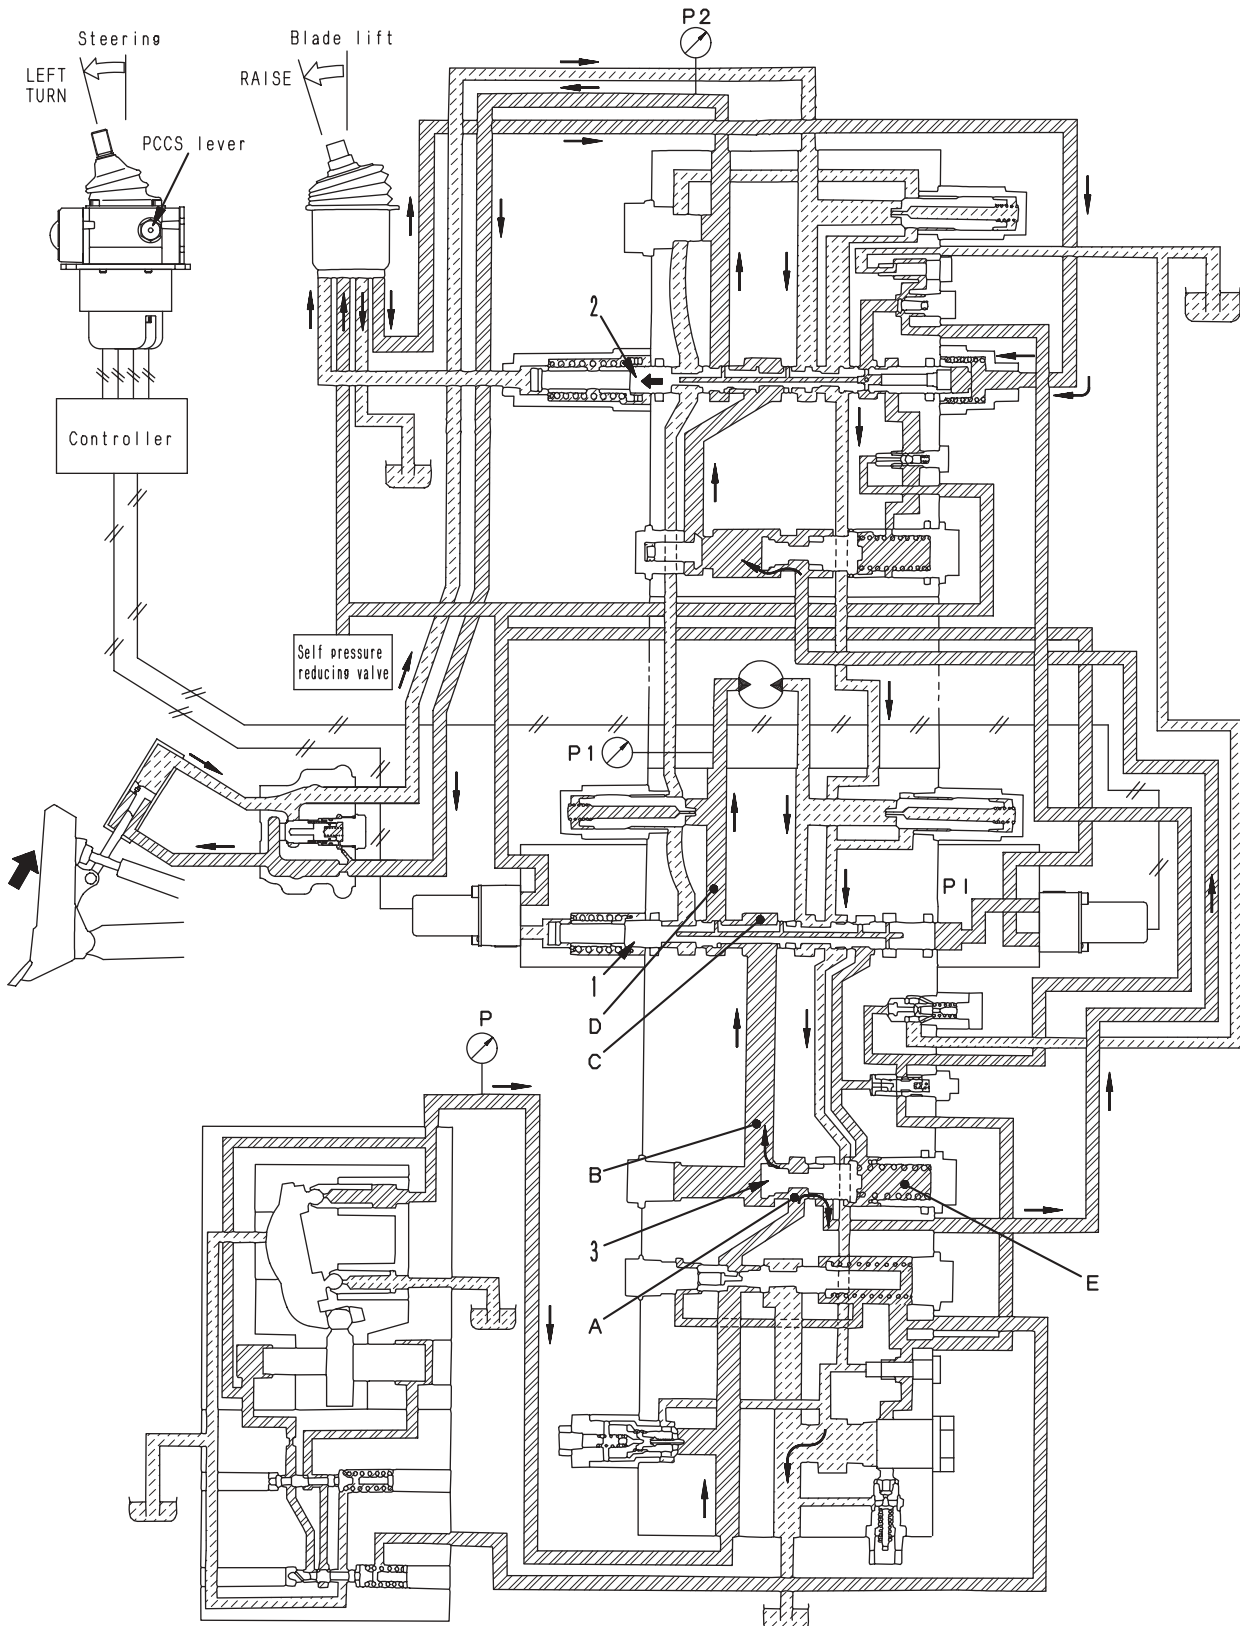 P2
Steering
Blade lift
LEFT
TURN
RAISE
PCCS lever
2
Controller
Self pressure
reducing valve
P1
P1
1
D
C
P
B
3
A
E